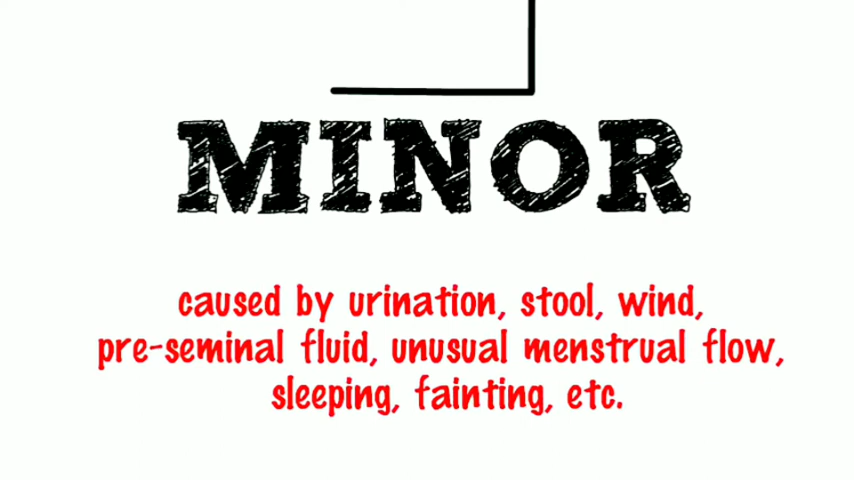 MINOR
caused by urination, stool, wind,
pre-seminal fluid, unusual menstrual flow,
sleeping, fainting, etc.